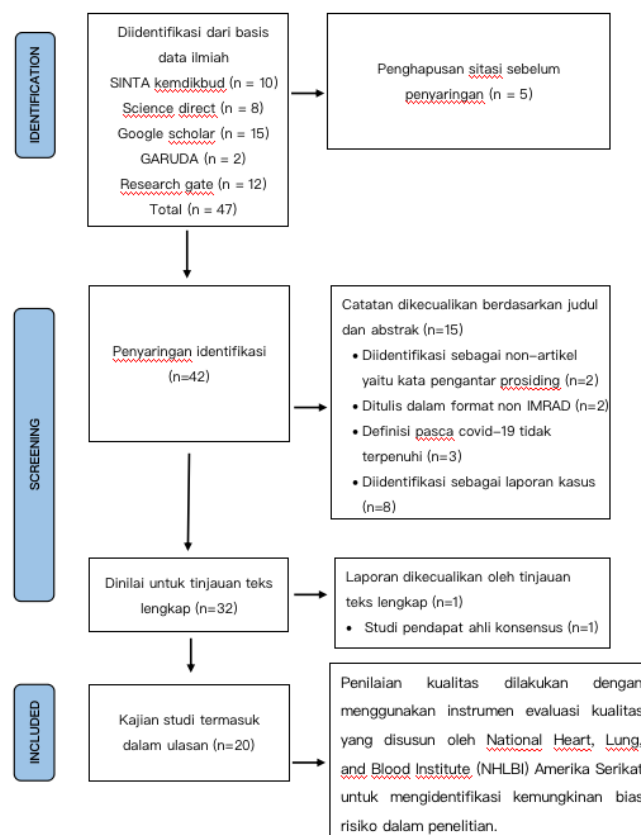 IDENTIFICATION
Diidentifikasi dari basis
data ilmiah
SINTA kemdikbud (n = 10)
Science direct (n = 8)
Google scholar (n = 15)
GARUDA (n = 2)
Research gate (n = 12)
Total (n = 47)
Penghapusan sitasi sebelum
penyaringan (n = 5)
SCREENING
Penyaringan identifikasi
(n=42)
Catatan dikecualikan berdasarkan judul
dan abstrak (n=15)
• Diidentifikasi sebagai non-artikel
yaitu kata pengantar prosiding (n=2)
• Ditulis dalam format non IMRAD (n=2)
• Definisi pasca covid-19 tidak
terpenuhi (n=3)
• Diidentifikasi sebagai laporan kasus
(n=8)
Dinilai untuk tinjauan teks
lengkap (n=32)
Laporan dikecualikan oleh tinjauan
teks lengkap (n=1)
• Studi pendapat ahli konsensus (n=1)
INCLUDED
Kajian studi termasuk
dalam ulasan (n=20)
Penilaian kualitas dilakukan dengan
menggunakan instrumen evaluasi kualitas
yang disusun oleh National Heart, Lung,
and Blood Institute (NHLBI) Amerika Serikat
untuk mengidentifikasi kemungkinan bias
risiko dalam penelitian.